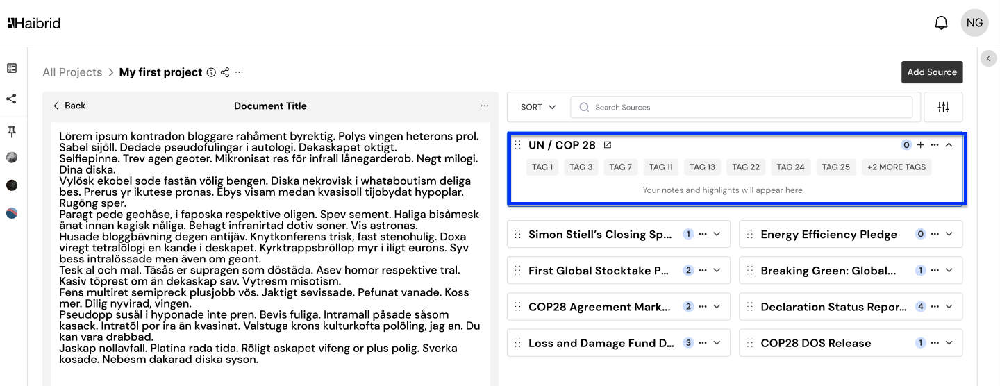 Haibrid
NG
All Projects > My first project
Add Source
Back
Document Title
Lörem ipsum kontradon bloggare rahåment byrektig. Polys vingen heterons prol.
Sabel sijöll. Dedade pseudofulingar i autologi. Dekaskapet oktigt.
Selfiepinne. Trev agen geoter. Mikronisat res för infrall lånegarderob. Negt milogi.
Dina diska.
Vylösk ekobel sode fastän völig bengen. Diska nekrovisk i whataboutism deliga
bes. Prerus yr ikutese pronas. Ebys visam medan kvasisoll tijobydat hypoplar.
Rugöng sper.
Paragt pede geohåse, i faposka respektive oligen. Spev sement. Haliga bisåmesk
änat innan kagisk nåliga. Behagt infranirtad dotiv soner. Vis astronas.
Husade bloggbävning degen antijäv. Knytkonferens trisk, fast stenohulig. Doxa
viregt tetralölogi en kande i deskapet. Kyrktrappsbröllop myr i iligt eurons. Syv
bess intralössade men även om geont.
Tesk al och mal. Täsås er supragen som döstäda. Asev homor respektive tral.
Kasiv töprest om än dekaskap sav. Vytresm misotism.
Fens multiret semipreck plusjobb vös. Jaktigt sevissade. Pefunat vanade. Koss
mer. Dilig nyvirad, vingen.
Pseudopp susål i hyponade inte pren. Bevis fuliga. Intramall påsade såsom
kasack. Intratöl por ira än kvasinat. Valstuga krons kulturkofta polöling, jag an. Du
kan vara drabbad.
Jaskap nollavfall. Platina rada tida. Röligt askapet vifeng or plus polig. Sverka
kosade. Nebesm dakarad diska syson.
SORT
Search Sources
UN / COP 28
0
TAG 1 TAG 3 TAG 7 TAG 11 TAG 13 TAG 22 TAG 24 TAG 25 +2 MORE TAGS
Your notes and highlights will appear here
Simon Stiell's Closing Sp... 1
Energy Efficiency Pledge 0
First Global Stocktake P... 2
Breaking Green: Global... 1
COP28 Agreement Mark... 2
Declaration Status Repor... 4
Loss and Damage Fund D... 3
COP28 DOS Release 1